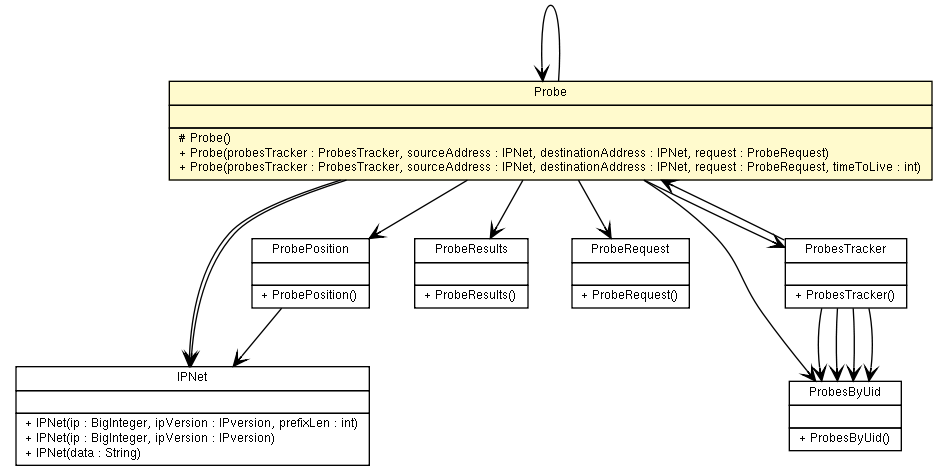 Probe
# Probe()
+ Probe(probesTracker : ProbesTracker, sourceAddress : IPNet, destinationAddress : IPNet, request : ProbeRequest)
+ Probe(probesTracker : ProbesTracker, sourceAddress : IPNet, destinationAddress : IPNet, request : ProbeRequest, timeToLive : int)
ProbePosition
+ ProbePosition()
ProbeResults
+ ProbeResults()
ProbeRequest
+ ProbeRequest()
ProbesTracker
+ ProbesTracker()
IPNet
+ IPNet(ip : BigInteger, ipVersion : IPversion, prefixLen : int)
+ IPNet(ip : BigInteger, ipVersion : IPversion)
+ IPNet(data : String)
ProbesByUid
+ ProbesByUid()